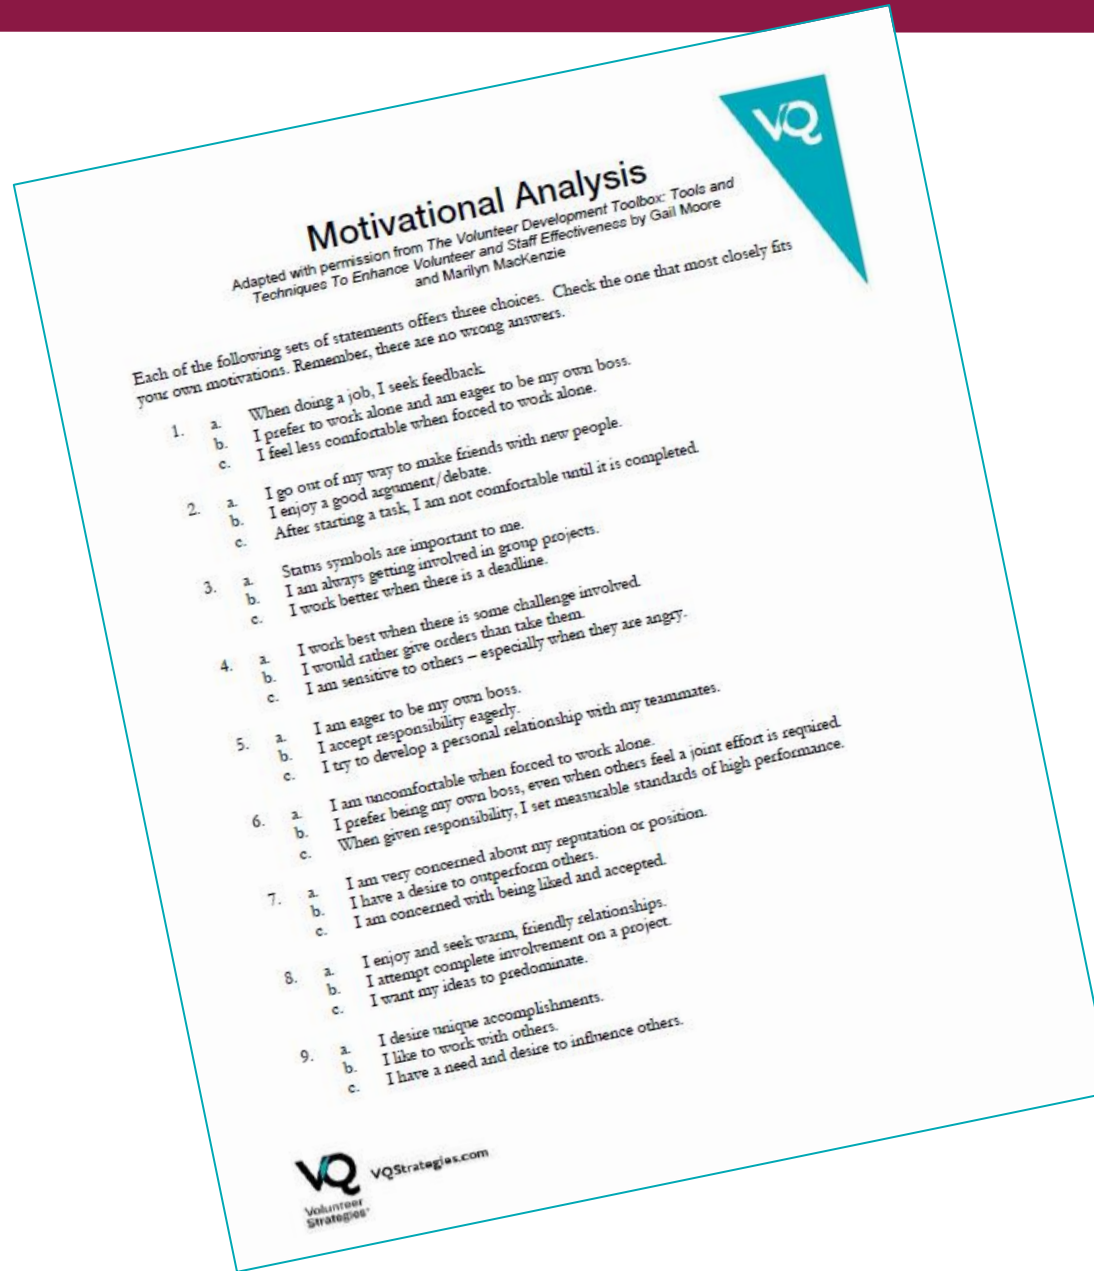 VQ
Motivational Analysis
Adapted with permission from The Volunteer Development Toolbox: Tools and
Techniques To Enhance Volunteer and Staff Effectiveness by Gail Moore
and Marilyn MacKenzie
Each of the following sets of statements offers three choices.  Check the one that most closely fits
your own motivations. Remember, there are no wrong answers.
1. a. When doing a job, I seek feedback.
b. I prefer to work alone and am eager to be my own boss.
c. I feel less comfortable when forced to work alone.
2. a. I go out of my way to make friends with new people.
b. I enjoy a good argument/debate.
c. After starting a task, I am not comfortable until it is completed.
3. a. Status symbols are important to me.
b. I am always getting involved in group projects.
c. I work better when there is a deadline.
4. a. I work best when there is some challenge involved.
b. I would rather give orders than take them.
c. I am sensitive to others – especially when they are angry.
5. a. I am eager to be my own boss.
b. I accept responsibility eagerly.
c. I try to develop a personal relationship with my teammates.
6. a. I am uncomfortable when forced to work alone.
b. I prefer being my own boss, even when others feel a joint effort is required.
c. When given responsibility, I set measurable standards of high performance.
7. a. I am very concerned about my reputation or position.
b. I have a desire to outperform others.
c. I am concerned with being liked and accepted.
8. a. I enjoy and seek warm, friendly relationships.
b. I attempt complete involvement on a project.
c. I want my ideas to predominate.
9. a. I desire unique accomplishments.
b. I like to work with others.
c. I have a need and desire to influence others.
VQ VQStrategies.com
Volunteer
Strategies